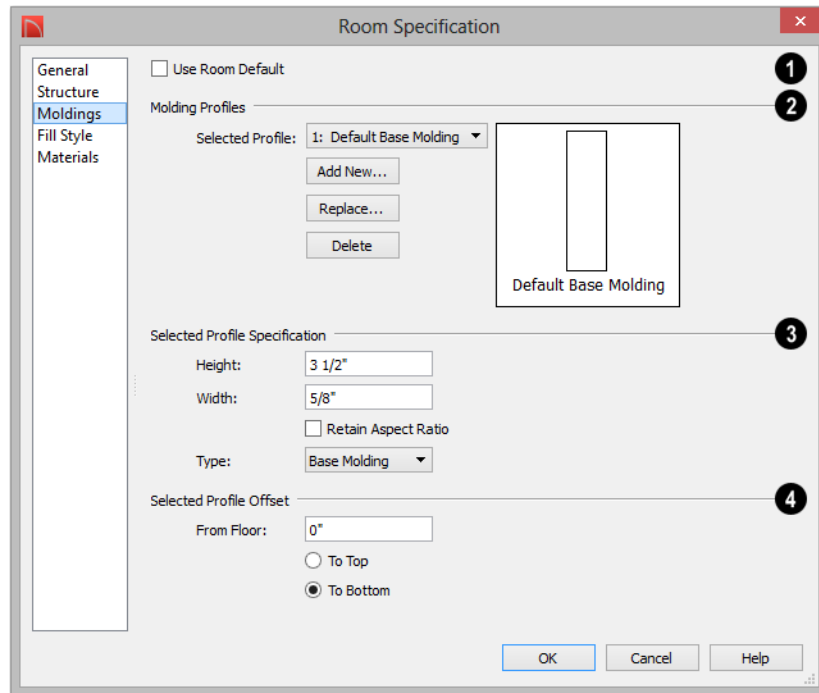 Room Specification
×
General
Structure
Moldings
Fill Style
Materials
Use Room Default
1
Molding Profiles
2
Selected Profile: 1: Default Base Molding
Add New...
Replace...
Delete
Default Base Molding
Selected Profile Specification
3
Height: 3 1/2"
Width: 5/8"
Retain Aspect Ratio
Type: Base Molding
Selected Profile Offset
4
From Floor: 0"
To Top
To Bottom
OK Cancel Help